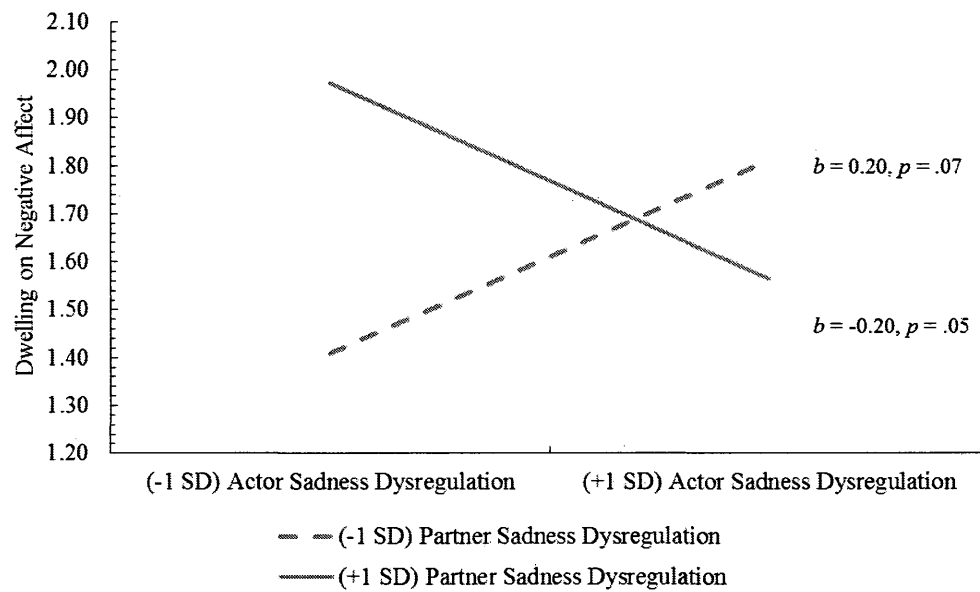 2.10
2.00
1.90
1.80
1.70
1.60
1.50
1.40
1.30
1.20
Dwelling on Negative Affect
b = 0.20, p = .07
b = -0.20, p = .05
(-1 SD) Actor Sadness Dysregulation
(+1 SD) Actor Sadness Dysregulation
(-1 SD) Partner Sadness Dysregulation
(+1 SD) Partner Sadness Dysregulation